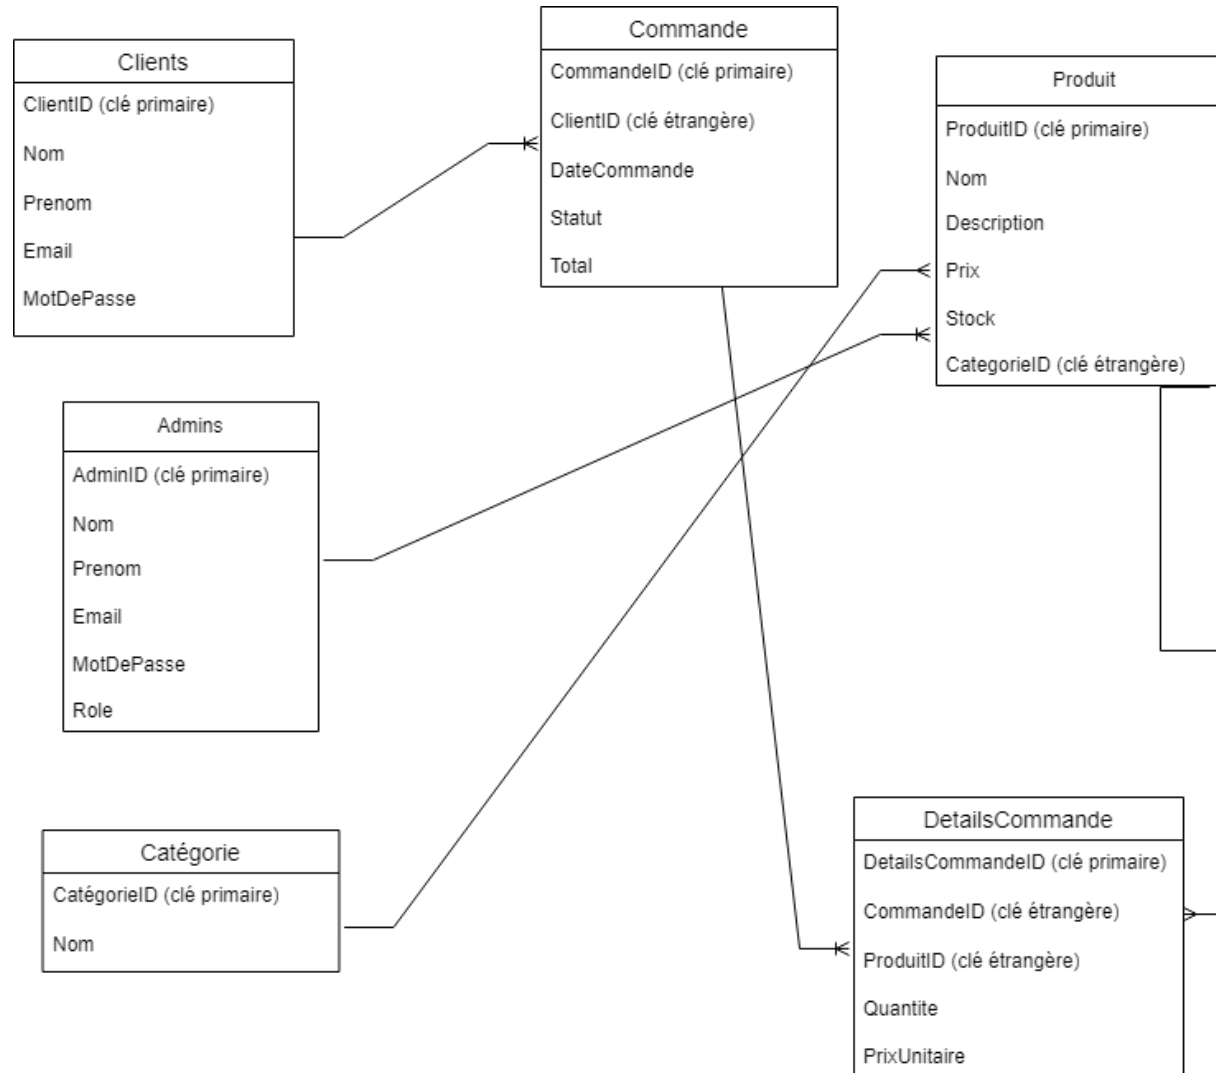 Clients
ClientID (clé primaire)
Nom
Prenom
Email
MotDePasse
Commande
CommandeID (clé primaire)
ClientID (clé étrangère)
DateCommande
Statut
Total
Produit
ProduitID (clé primaire)
Nom
Description
Prix
Stock
CategorieID (clé étrangère)
Admins
AdminID (clé primaire)
Nom
Prenom
Email
MotDePasse
Role
Catégorie
CatégorieID (clé primaire)
Nom
DetailsCommande
DetailsCommandeID (clé primaire)
CommandeID (clé étrangère)
ProduitID (clé étrangère)
Quantite
PrixUnitaire